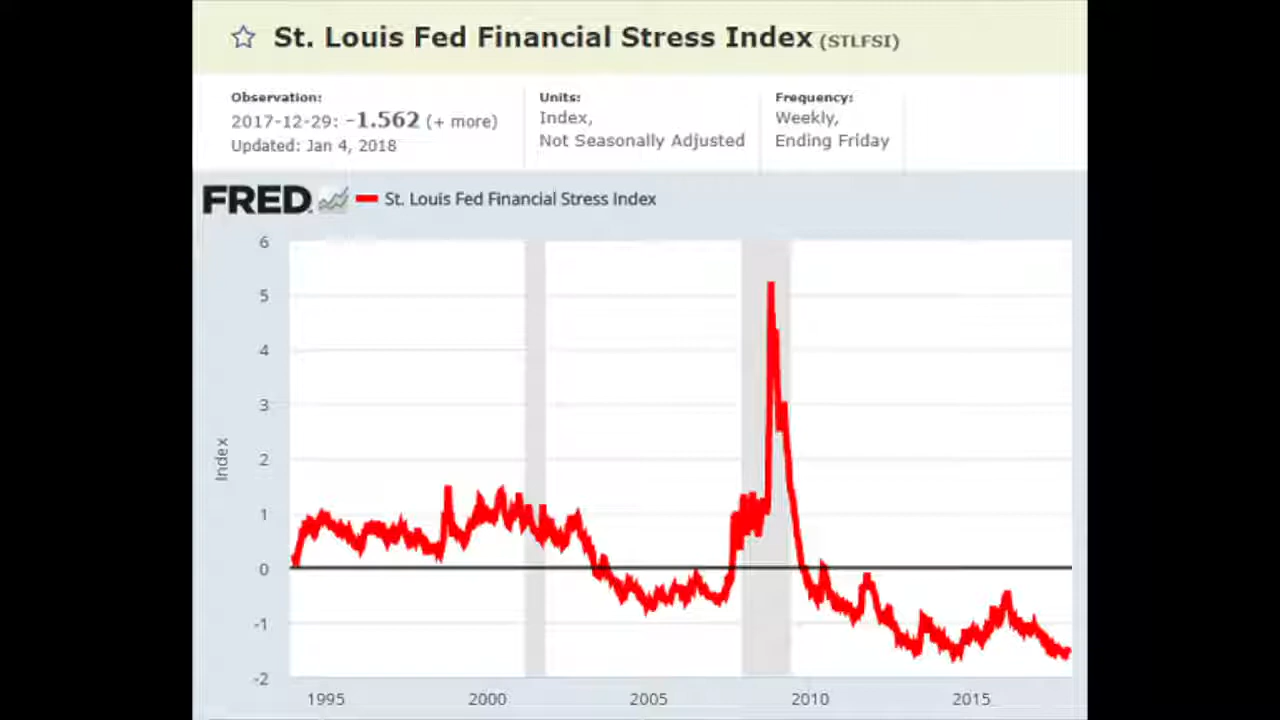 St. Louis Fed Financial Stress Index (STLFSI)
Observation:
2017-12-29: -1.562 (+ more)
Updated: Jan 4, 2018
Units:
Index,
Not Seasonally Adjusted
Frequency:
Weekly,
Ending Friday
FRED St. Louis Fed Financial Stress Index
6
5
4
3
2
1
0
-1
-2
Index
1995 2000 2005 2010 2015